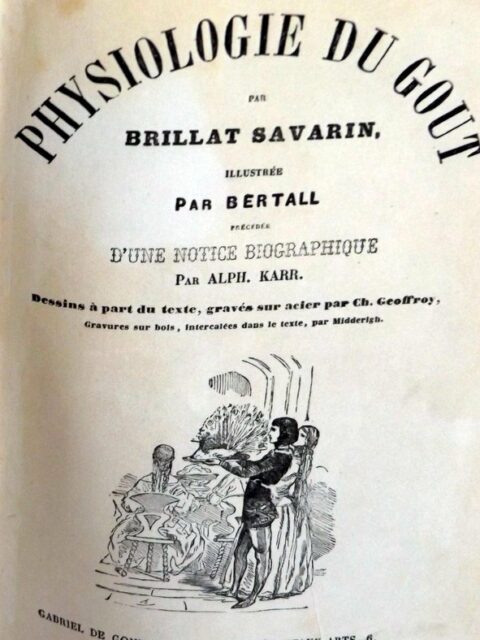 PHYSIOLOGIE DU GOUT
PAR
BRILLAT SAVARIN,
ILLUSTRÉE
PAR BERTALL
PRÉCÉDÉE
D'UNE NOTICE BIOGRAPHIQUE
PAR ALPH. KARR.
Dessins à part du texte, gravés sur acier par Ch. Geoffroy,
Gravures sur bois, intercalées dans le texte, par Midderigh.
GABRIEL DE